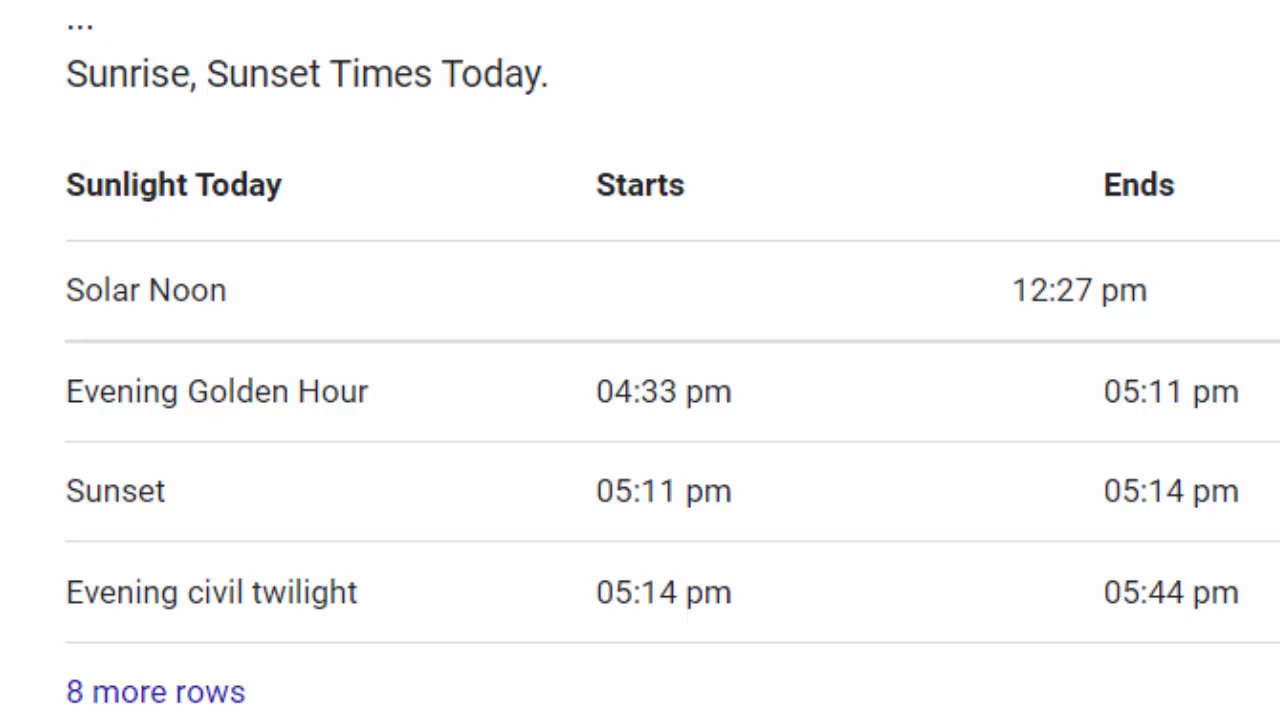 ...
Sunrise, Sunset Times Today.
Sunlight Today Starts Ends
Solar Noon 12:27 pm
Evening Golden Hour 04:33 pm 05:11 pm
Sunset 05:11 pm 05:14 pm
Evening civil twilight 05:14 pm 05:44 pm
8 more rows